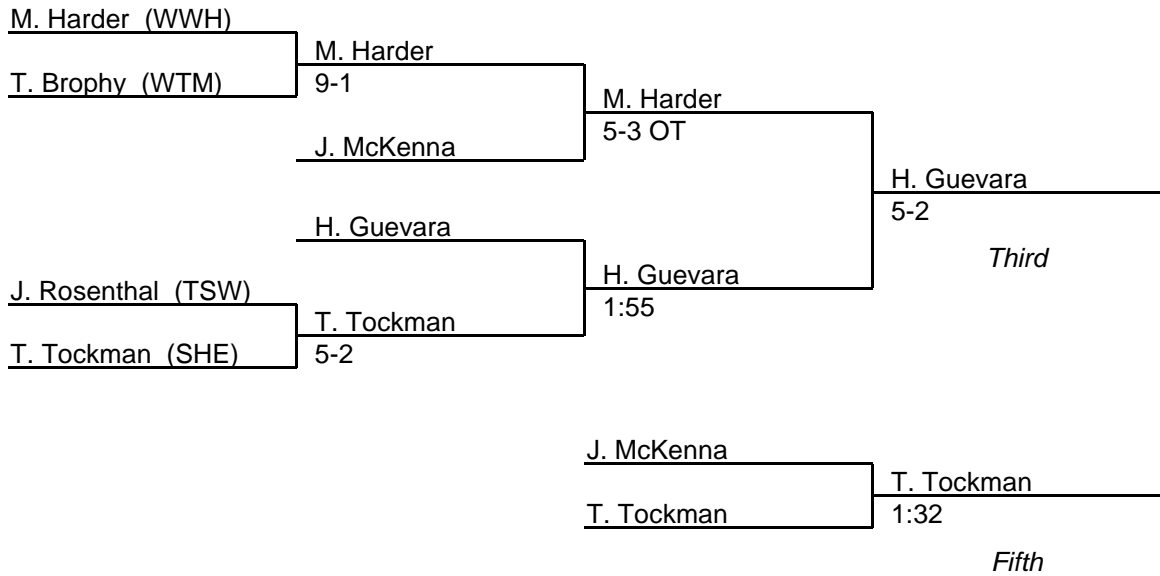 M. Harder (WWH)
M. Harder
T. Brophy (WTM)
9-1
M. Harder
5-3 OT
J. McKenna
H. Guevara
5-2
H. Guevara
Third
H. Guevara
J. Rosenthal (TSW)
1:55
T. Tockman
T. Tockman (SHE)
5-2
J. McKenna
T. Tockman
T. Tockman
1:32
Fifth